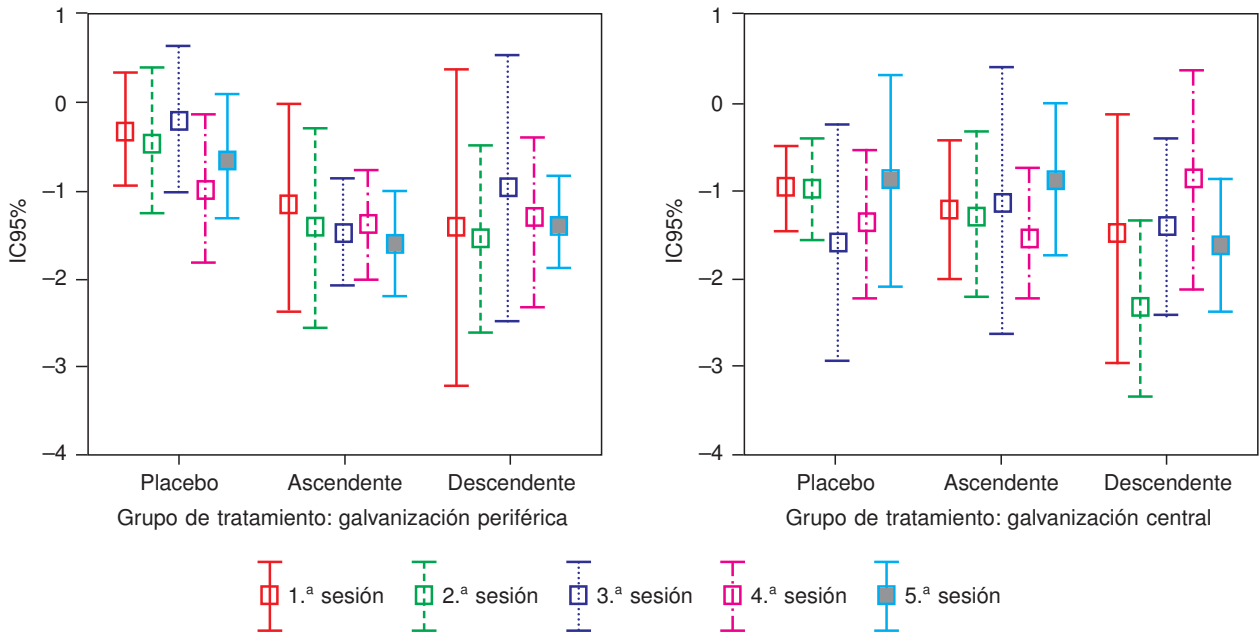 1
0
–1
–2
–3
–4
IC95%
Placebo Ascendente Descendente
Grupo de tratamiento: galvanización periférica
1
0
–1
–2
–3
–4
IC95%
Placebo Ascendente Descendente
Grupo de tratamiento: galvanización central
1.ª sesión 2.ª sesión 3.ª sesión 4.ª sesión 5.ª sesión